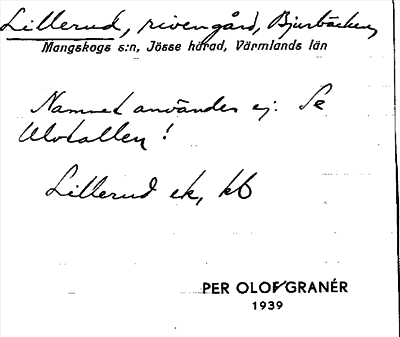 Lillerud, rivengård, Bjurbäcken,
Mangskogs s:n, Jösse härad, Värmlands län
Namnet användes ej: Se
!
Lillerud ek, kb
PER OLOF GRANÉR
1939